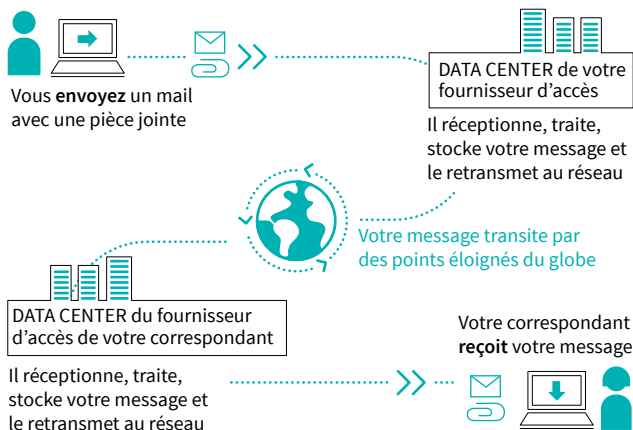 Vous envoyez un mail
avec une pièce jointe
DATA CENTER de votre
fournisseur d'accès
Il réceptionne, traite,
stocke votre message et
le retransmet au réseau
Votre message transite par
des points éloignés du globe
DATA CENTER du fournisseur
d'accès de votre correspondant
Il réceptionne, traite,
stocke votre message et
le retransmet au réseau
Votre correspondant
reçoit votre message